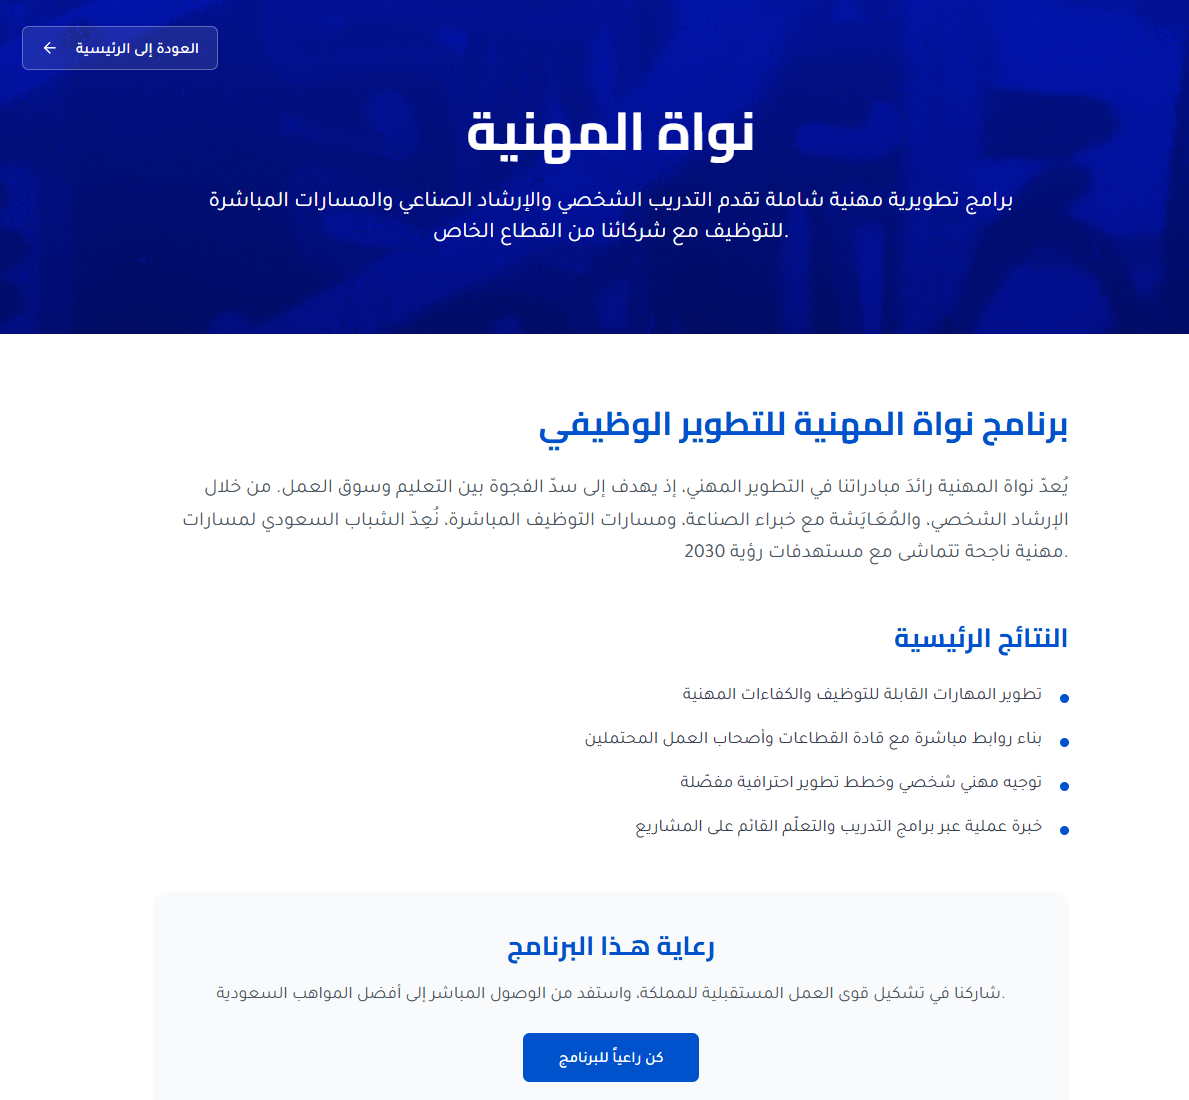 العودة إلى الرئيسية
نواة المهنية
برامج تطويرية مهنية شاملة تقدم التدريب الشخصي والإرشاد الصناعي والمسارات المباشرة
للتوظيف مع شركائنا من القطاع الخاص.
برنامج نواة المهنية للتطوير الوظيفي
يُعدّ نواة المهنية رائدَ مبادراتنا في التطوير المهني، إذ يهدف إلى سدّ الفجوة بين التعليم وسوق العمل. من خلال
الإرشاد الشخصي، والمُعَايَشة مع خبراء الصناعة، ومسارات التوظيف المباشرة، نُعِدّ الشباب السعودي لمسارات
مهنية ناجحة تتماشى مع مستهدفات رؤية 2030.
النتائج الرئيسية
تطوير المهارات القابلة للتوظيف والكفاءات المهنية
بناء روابط مباشرة مع قادة القطاعات وأصحاب العمل المحتملين
توجيه مهني شخصي وخطط تطوير احترافية مفصّلة
خبرة عملية عبر برامج التدريب والتعلّم القائم على المشاريع
رعاية هـذا البرنامج
شاركنا في تشكيل قوى العمل المستقبلية للمملكة، واستفد من الوصول المباشر إلى أفضل المواهب السعودية.
كن راعياً للبرنامج